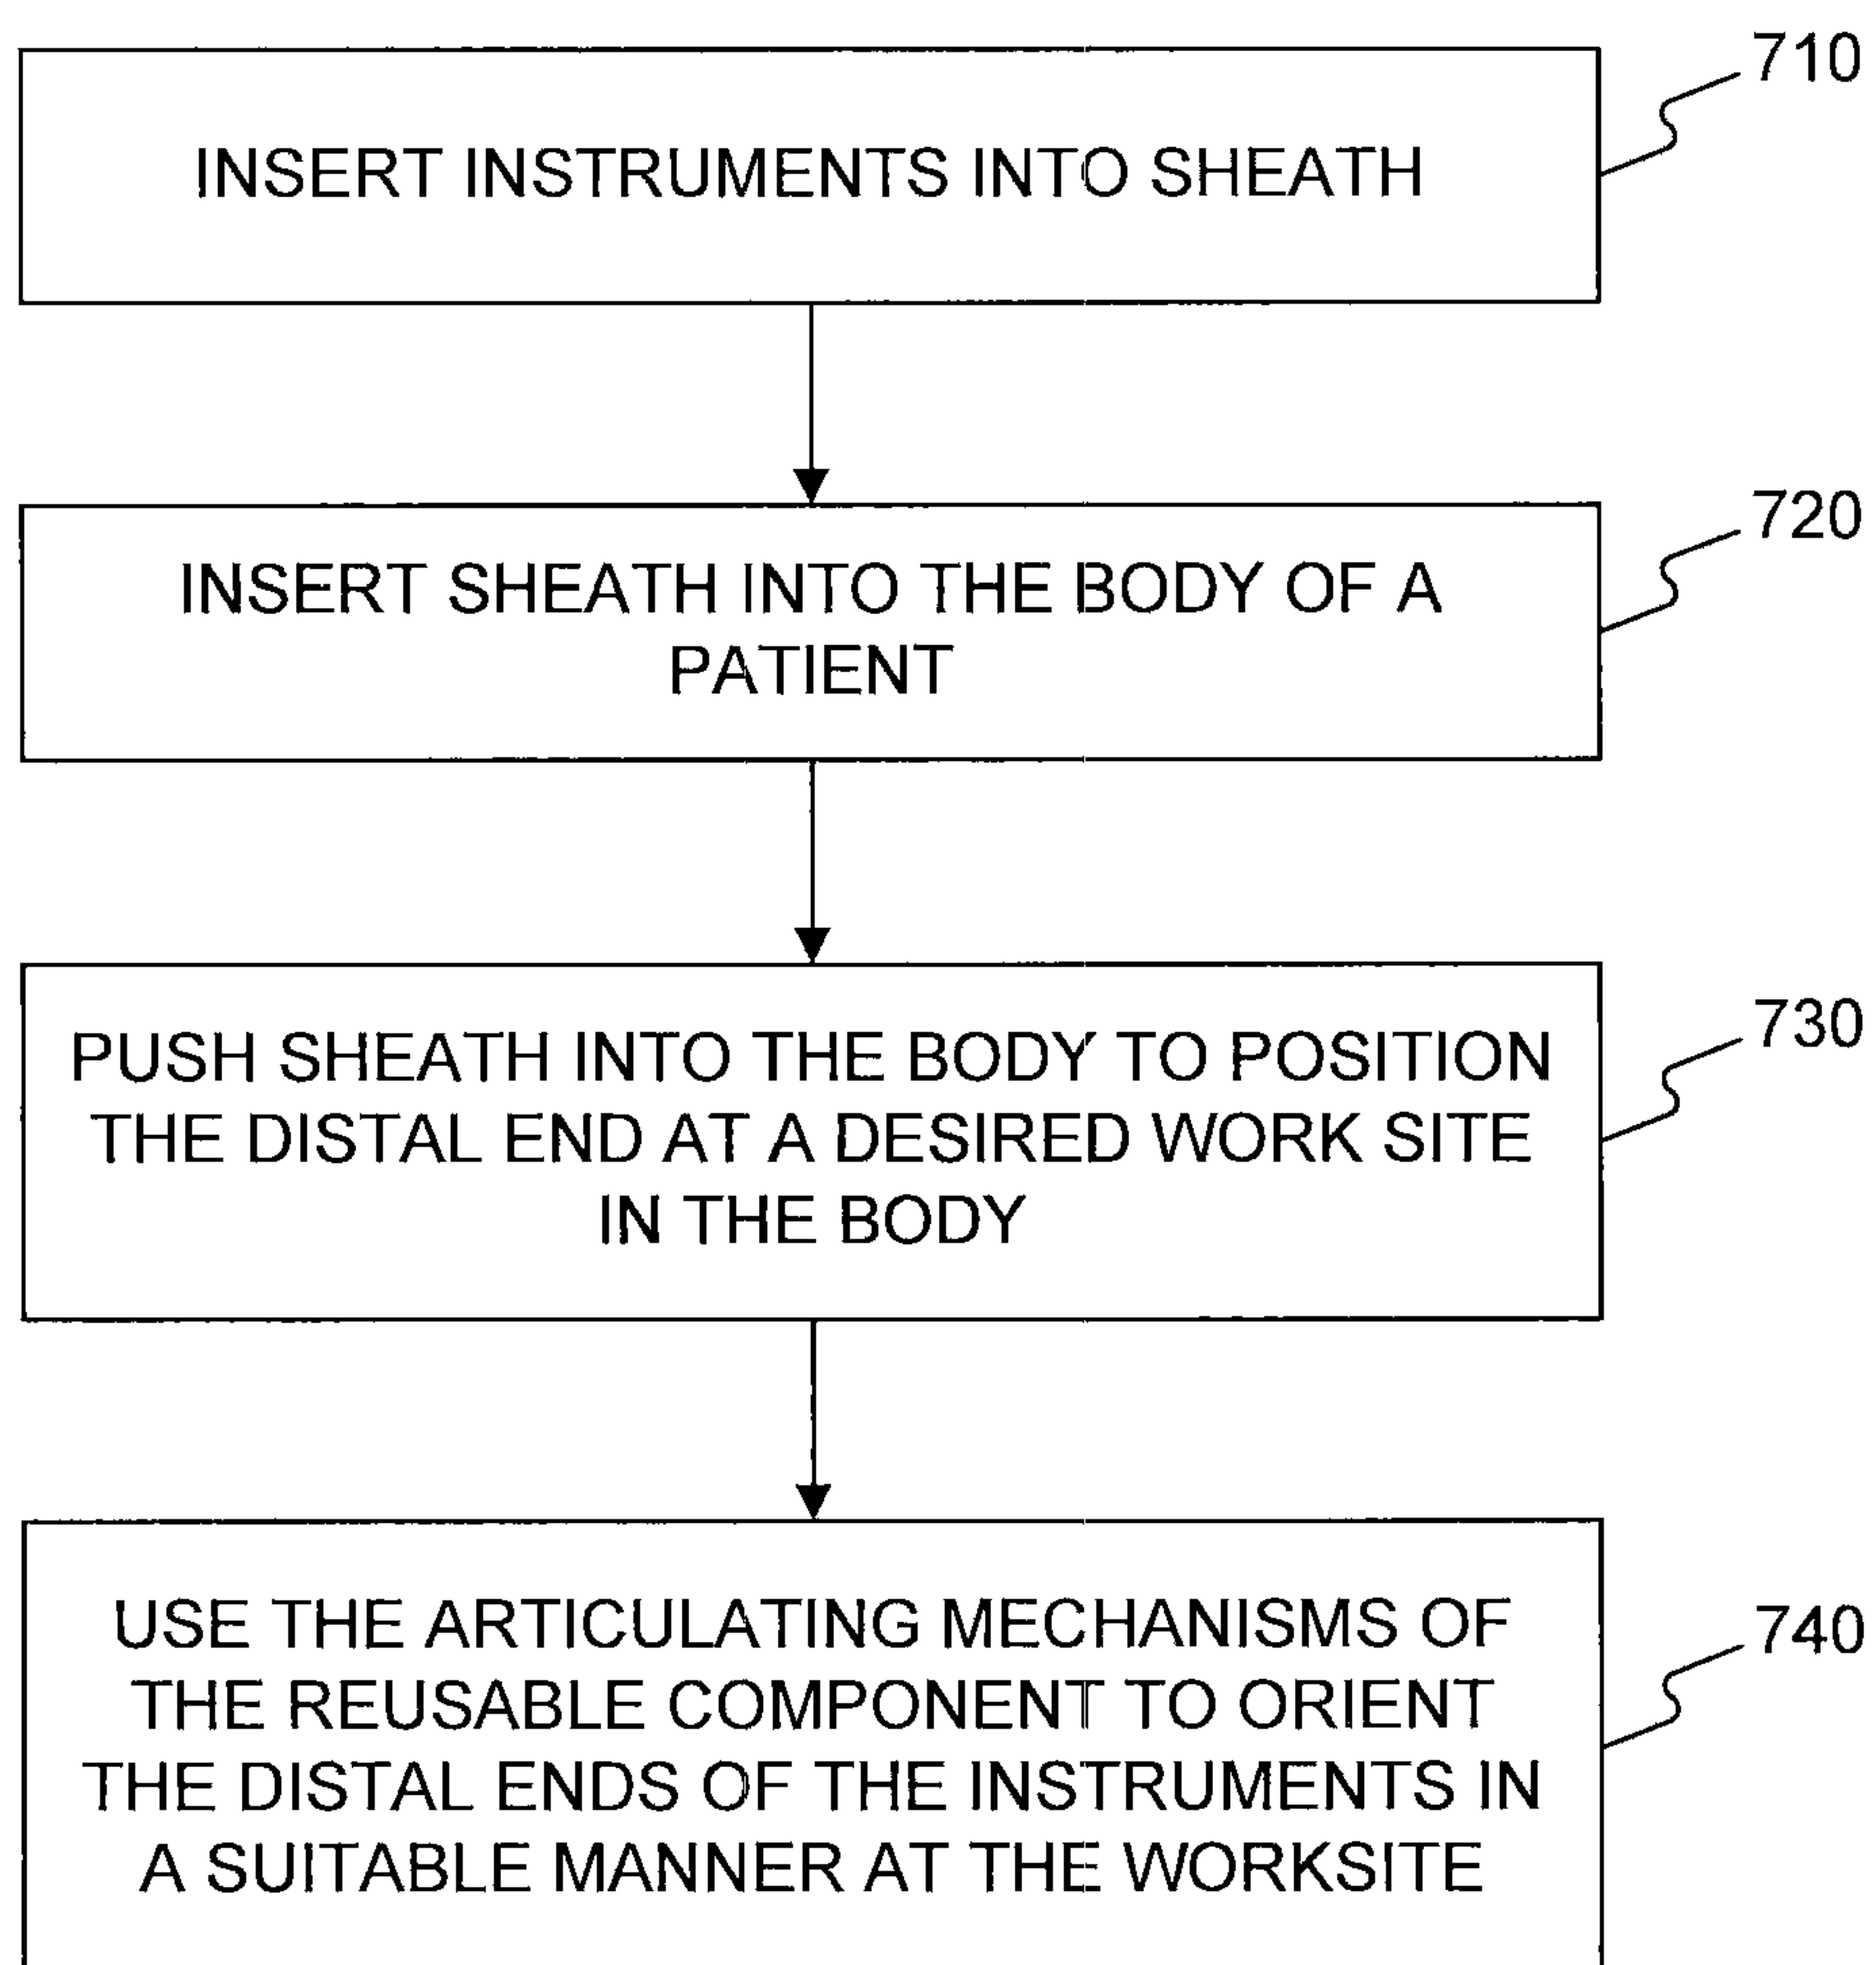 710
INSERT INSTRUMENTS INTO SHEATH
720
INSERT SHEATH INTO THE BODY OF A
PATIENT
730
PUSH SHEATH INTO THE BODY TO POSITION
THE DISTAL END AT A DESIRED WORK SITE
IN THE BODY
740
USE THE ARTICULATING MECHANISMS OF
THE REUSABLE COMPONENT TO ORIENT
THE DISTAL ENDS OF THE INSTRUMENTS IN
A SUITABLE MANNER AT THE WORKSITE